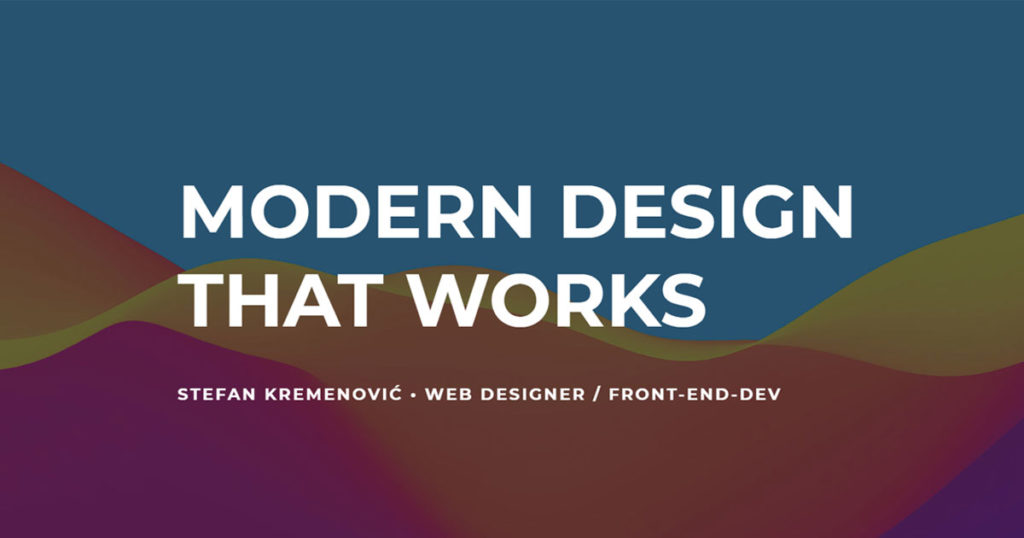 MODERN DESIGN
THAT WORKS
STEFAN KREMENOVIĆ • WEB DESIGNER / FRONT-END-DEV